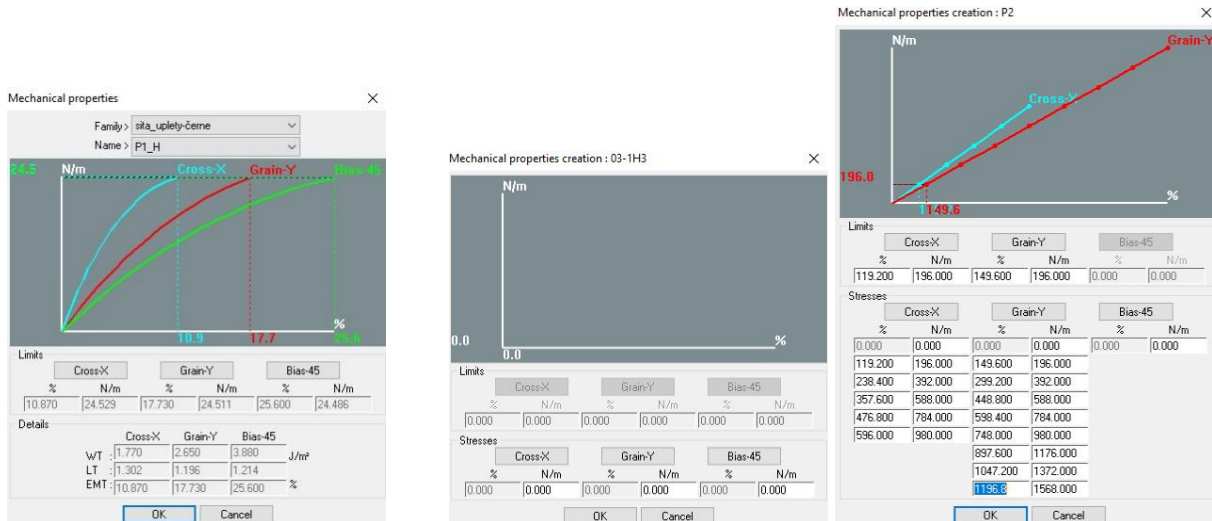 Mechanical properties
Family > sita_uplety-černe
Name > P1_H
24.5 N/m Cross-X Grain-Y Bias-45
%
10.9 17.7
Limits
Cross-X Grain-Y Bias-45
% N/m % N/m % N/m
10.870 24.529 17.730 24.511 25.600 24.486
Details
Cross-X Grain-Y Bias-45
WT : 1.770 2.650 3.880 J/m²
LT : 1.302 1.196 1.214
EMT : 10.870 17.730 25.600 %
OK Cancel
Mechanical properties creation : 03-1H3
N/m
0.0 %
0.0
Limits
Cross-X Grain-Y Bias-45
% N/m % N/m % N/m
0.000 0.000 0.000 0.000 0.000 0.000
Stresses
Cross-X Grain-Y Bias-45
% N/m % N/m % N/m
0.000 0.000 0.000 0.000 0.000 0.000
OK Cancel
Mechanical properties creation : P2
N/m Grain-Y
Cross-X
196.0
%
149.6
Limits
Cross-X Grain-Y Bias-45
% N/m % N/m % N/m
119.200 196.000 149.600 196.000 0.000 0.000
Stresses
Cross-X Grain-Y Bias-45
% N/m % N/m % N/m
0.000 0.000 0.000 0.000 0.000 0.000
119.200 196.000 149.600 196.000
238.400 392.000 299.200 392.000
357.600 588.000 448.800 588.000
476.800 784.000 598.400 784.000
596.000 980.000 748.000 980.000
897.600 1176.000
1047.200 1372.000
1196.8 1568.000
OK Cancel